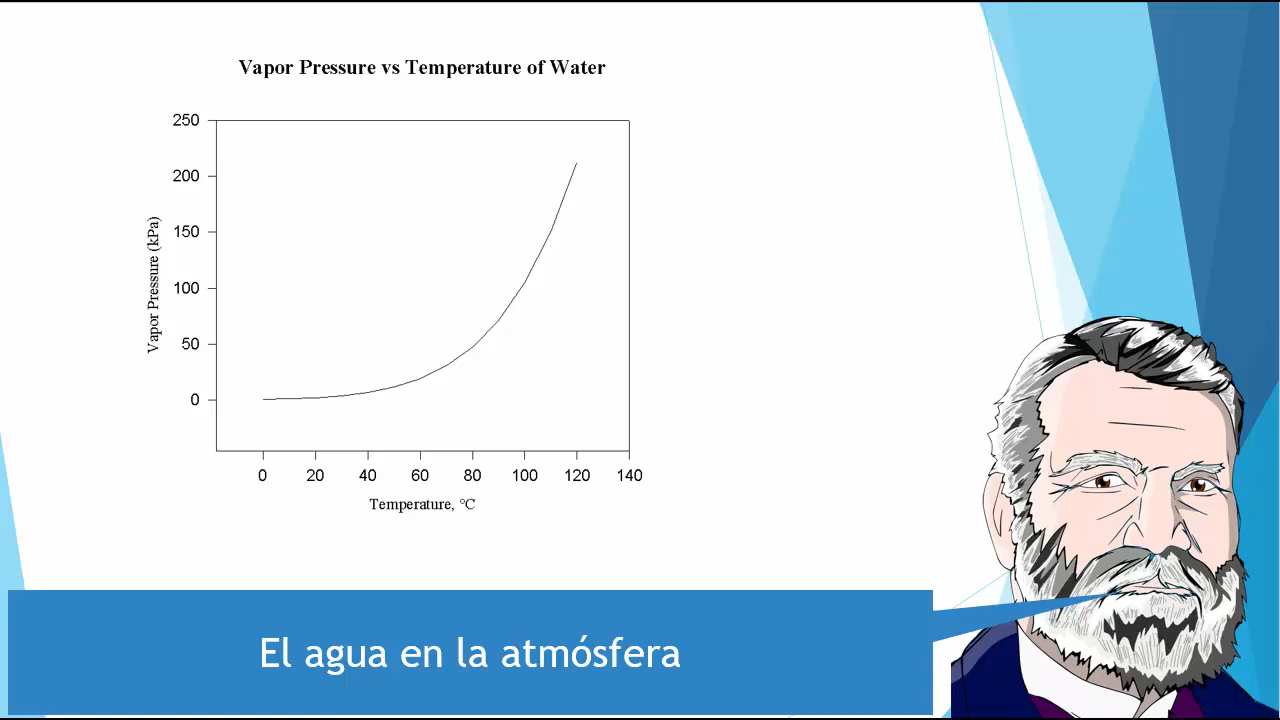 Vapor Pressure vs Temperature of Water
250
200
150
100
50
0
Vapor Pressure (kPa)
0 20 40 60 80 100 120 140
Temperature, °C
El agua en la atmósfera